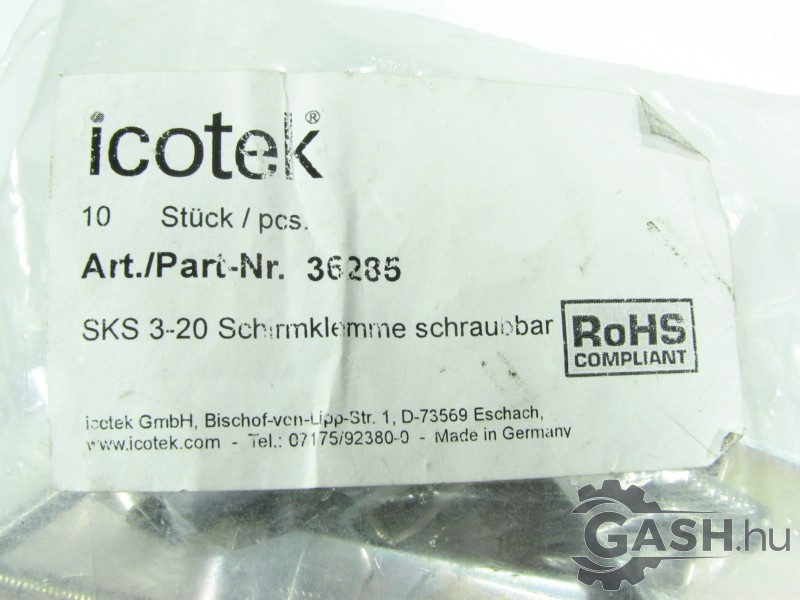 icotek®
10 Stück / pcs.
Art./Part-Nr. 36285
SKS 3-20 Schirmklemme schraubbar
RoHS
COMPLIANT
icotek GmbH, Bischof-von-Lipp-Str. 1, D-73569 Eschach,
www.icotek.com - Tel.: 07175/92380-0 - Made in Germany
GASH.hu